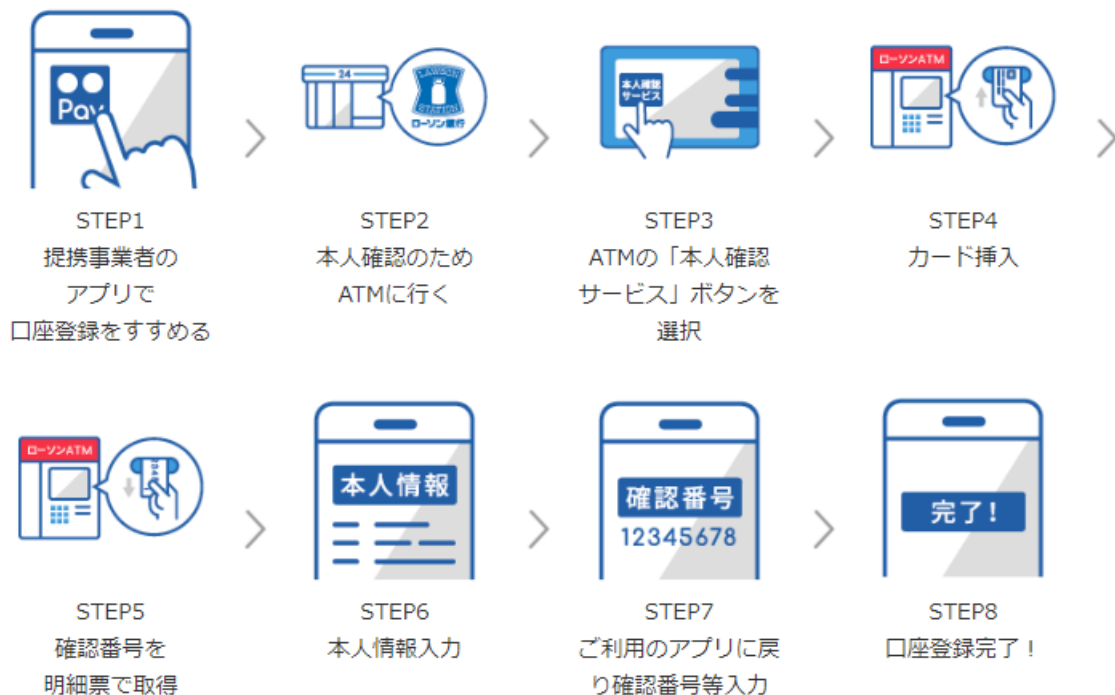 Pay
24
LAWSON
STATION
ローソン銀行
本人確認
サービス
ローソンATM
STEP1
提携事業者の
アプリで
口座登録をすすめる
STEP2
本人確認のため
ATMに行く
STEP3
ATMの「本人確認
サービス」ボタンを
選択
STEP4
カード挿入
ローソンATM
本人情報
確認番号
12345678
完了!
STEP5
確認番号を
明細票で取得
STEP6
本人情報入力
STEP7
ご利用のアプリに戻
り確認番号等入力
STEP8
口座登録完了!